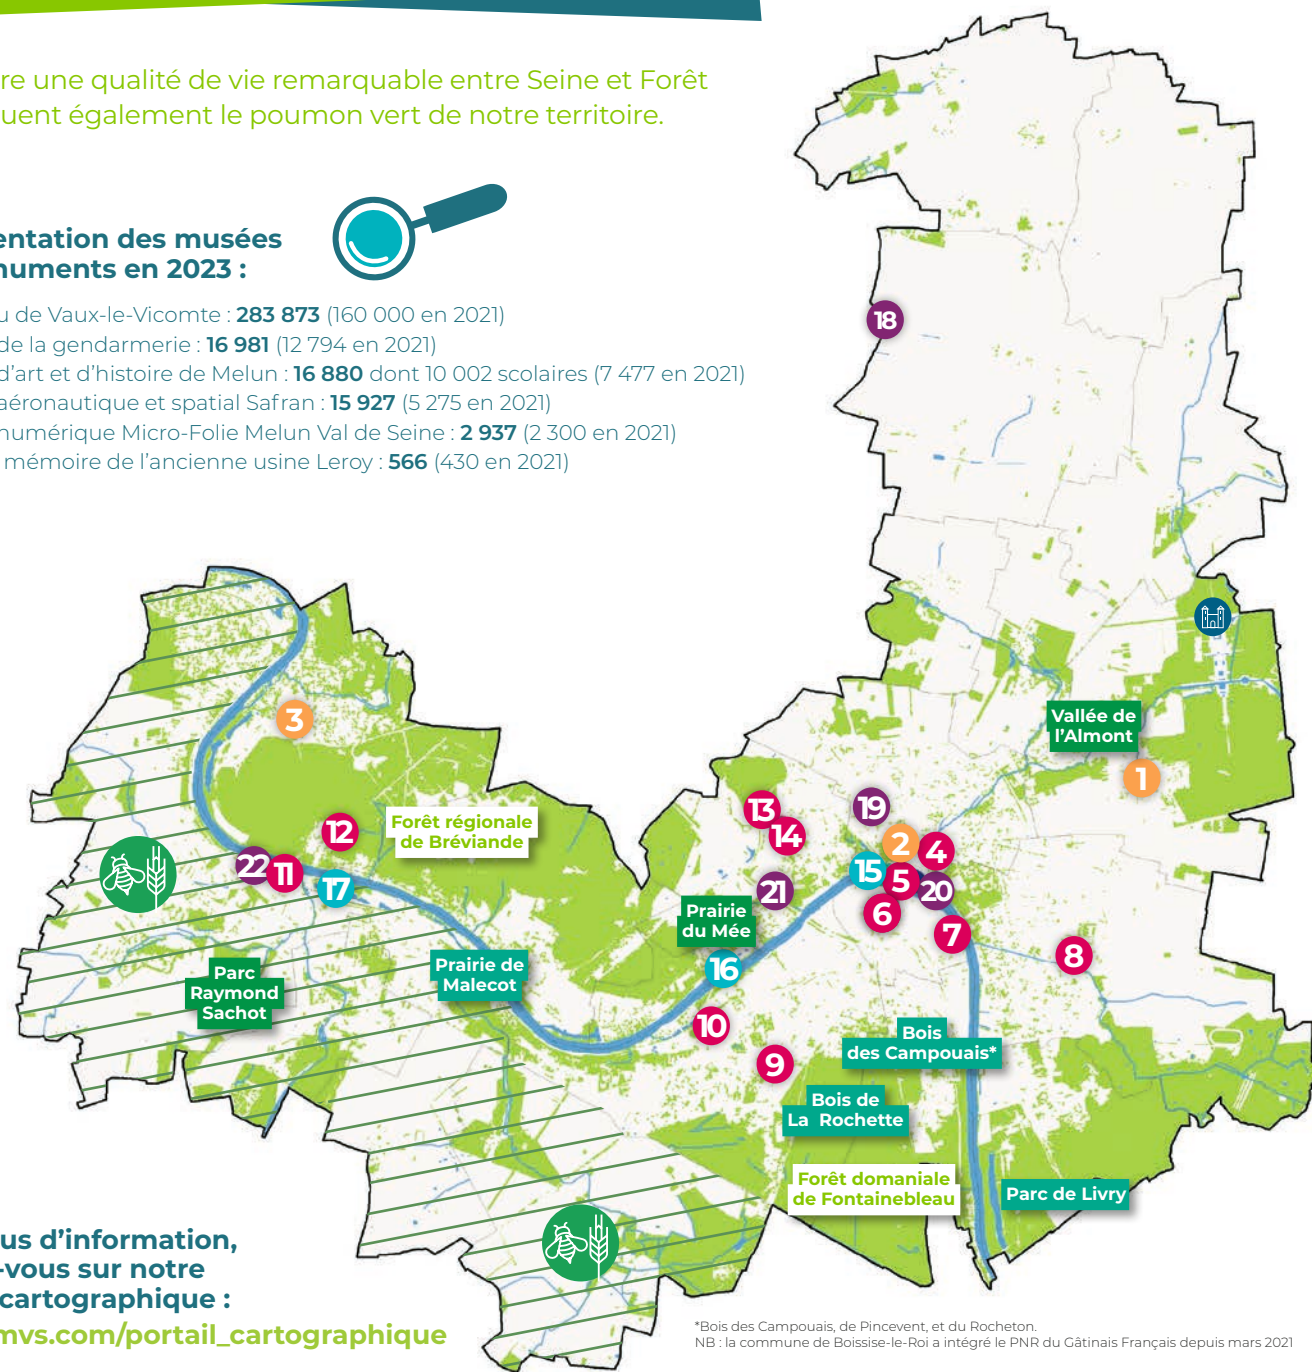 re une qualité de vie remarquable entre Seine et Forêt
uent également le poumon vert de notre territoire.
entation des musées
numents en 2023 :
u de Vaux-le-Vicomte : 283 873 (160 000 en 2021)
de la gendarmerie : 16 981 (12 794 en 2021)
d'art et d'histoire de Melun : 16 880 dont 10 002 scolaires (7 477 en 2021)
aéronautique et spatial Safran : 15 927 (5 275 en 2021)
numérique Micro-Folie Melun Val de Seine : 2 937 (2 300 en 2021)
mémoire de l'ancienne usine Leroy : 566 (430 en 2021)
18
3
Vallée de
l'Almont
1
12
Forêt régionale
de Bréviande
13
14
19
2
4
22
11
17
15
5
20
21
6
7
Prairie
du Mée
8
16
Parc
Raymond
Sachot
Prairie de
Malecot
10
9
Bois
des Campouais*
Bois de
La Rochette
Forêt domaniale
de Fontainebleau
Parc de Livry
us d'information,
-vous sur notre
cartographique :
mvs.com/portail_cartographique
*Bois des Campouais, de Pincevent, et du Rocheton.
NB : la commune de Boissise-le-Roi a intégré le PNR du Gâtinais Français depuis mars 2021